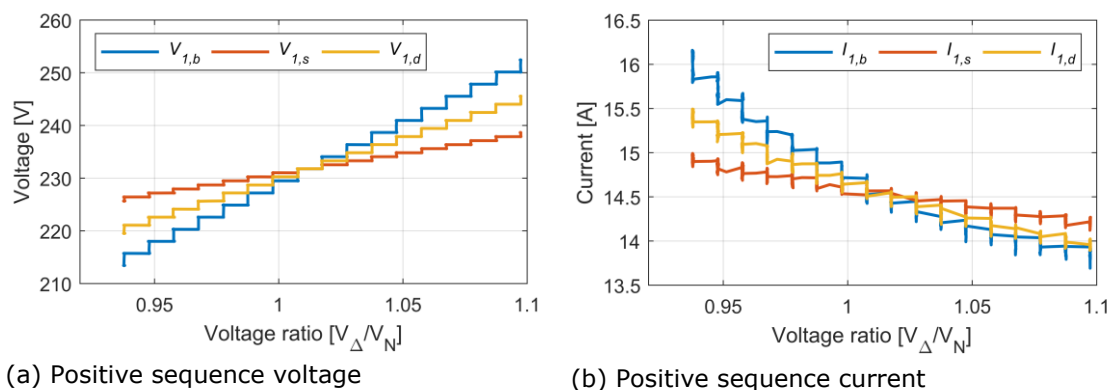 260
250
240
230
220
210
Voltage [V]
V1,b V1,s V1,d
0.95 1 1.05 1.1
Voltage ratio [VΔ/VN]
(a) Positive sequence voltage
16
15.5
15
14.5
14
13.5
Current [A]
I1,b I1,s I1,d
0.95 1 1.05 1.1
Voltage ratio [VΔ/VN]
(b) Positive sequence current